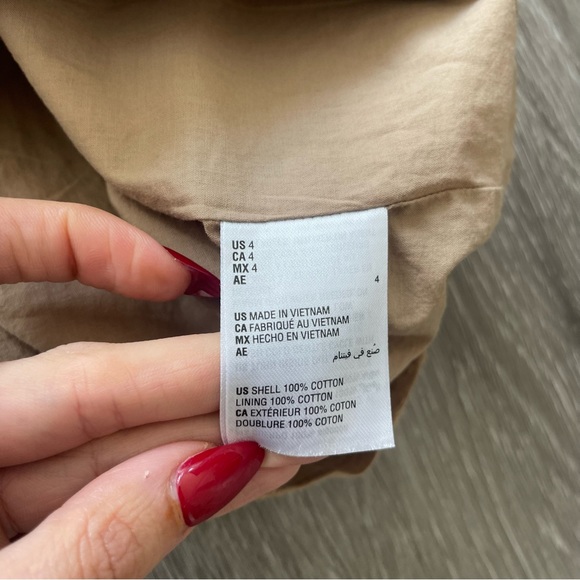 US 4
CA 4
MX 4
AE 4
US MADE IN VIETNAM
CA FABRIQUÉ AU VIETNAM
MX HECHO EN VIETNAM
AE صُنع في فيتنام
US SHELL 100% COTTON
LINING 100% COTTON
CA EXTÉRIEUR 100% COTON
DOUBLURE 100% COTON